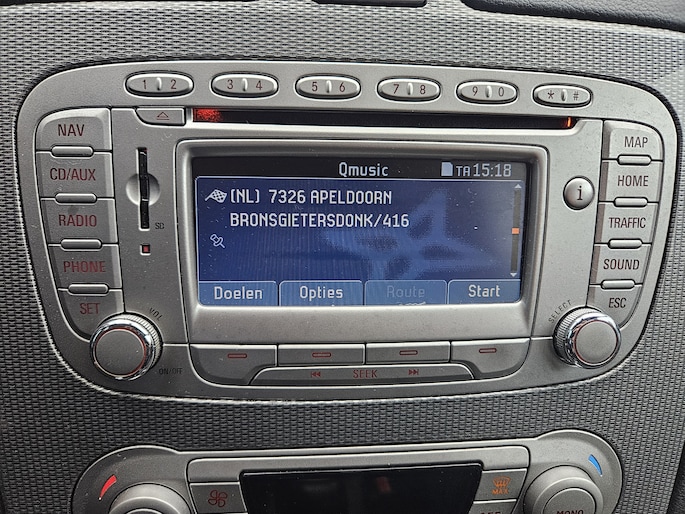 1 2 3 4 5 6 7 8 9 0 * #
NAV
CD/AUX
RADIO
PHONE
SET
SD
VOL
ON/OFF
Qmusic TA 15:18
(NL) 7326 APELDOORN
BRONSGIETERSDONK/416
Doelen Opties Route Start
SEEK
i
MAP
HOME
TRAFFIC
SOUND
ESC
SELECT
MAX
MONO